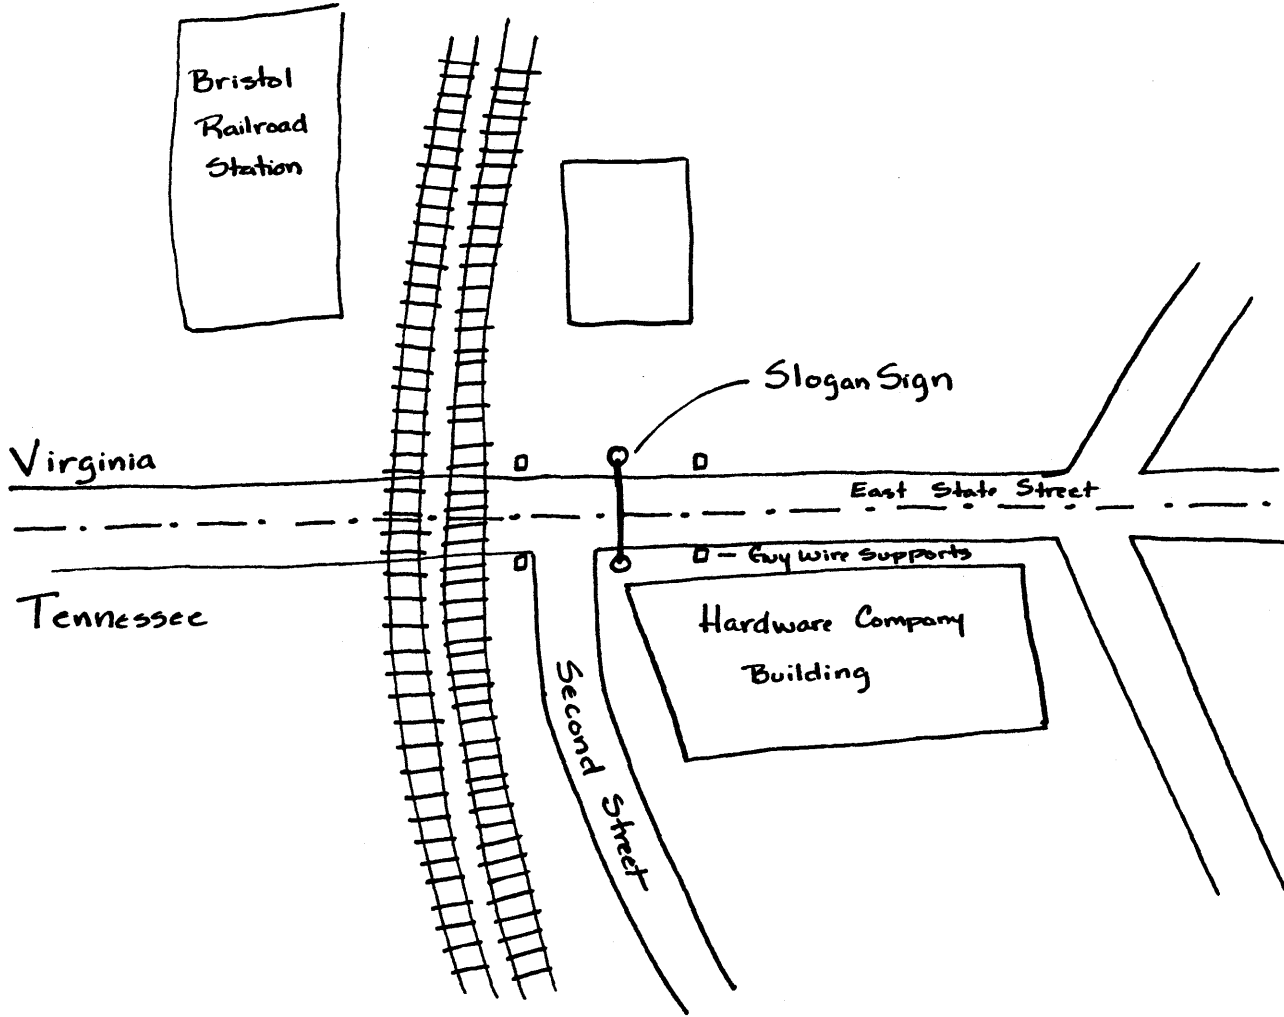 Bristol
Railroad
Station
Slogan Sign
Virginia
East State Street
Guy Wire Supports
Tennessee
Hardware Company
Building
Second Street